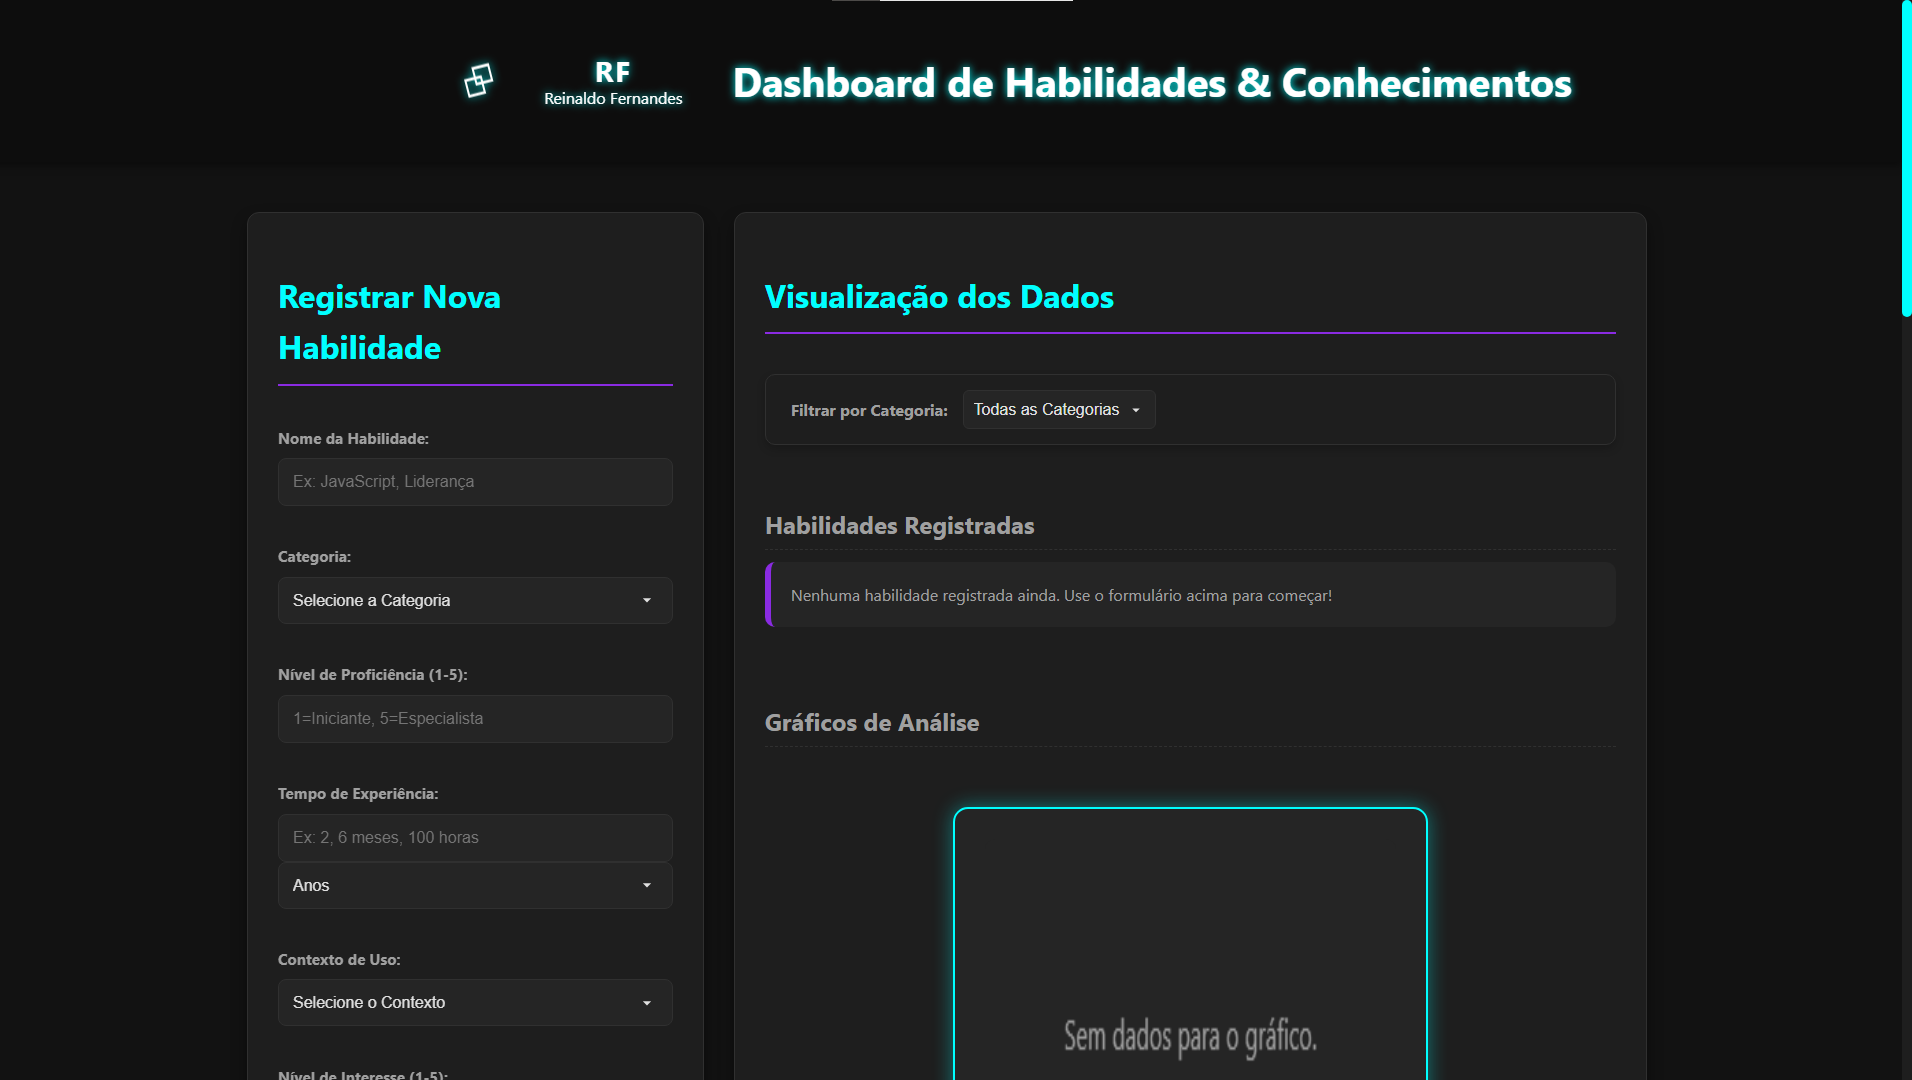 RF
Reinaldo Fernandes
Dashboard de Habilidades & Conhecimentos
Registrar Nova
Habilidade
Nome da Habilidade:
Ex: JavaScript, Liderança
Categoria:
Selecione a Categoria
Nível de Proficiência (1-5):
1=Iniciante, 5=Especialista
Tempo de Experiência:
Ex: 2, 6 meses, 100 horas
Anos
Contexto de Uso:
Selecione o Contexto
Nível de Interesse (1-5):
Visualização dos Dados
Filtrar por Categoria:
Todas as Categorias
Habilidades Registradas
Nenhuma habilidade registrada ainda. Use o formulário acima para começar!
Gráficos de Análise
Sem dados para o gráfico.